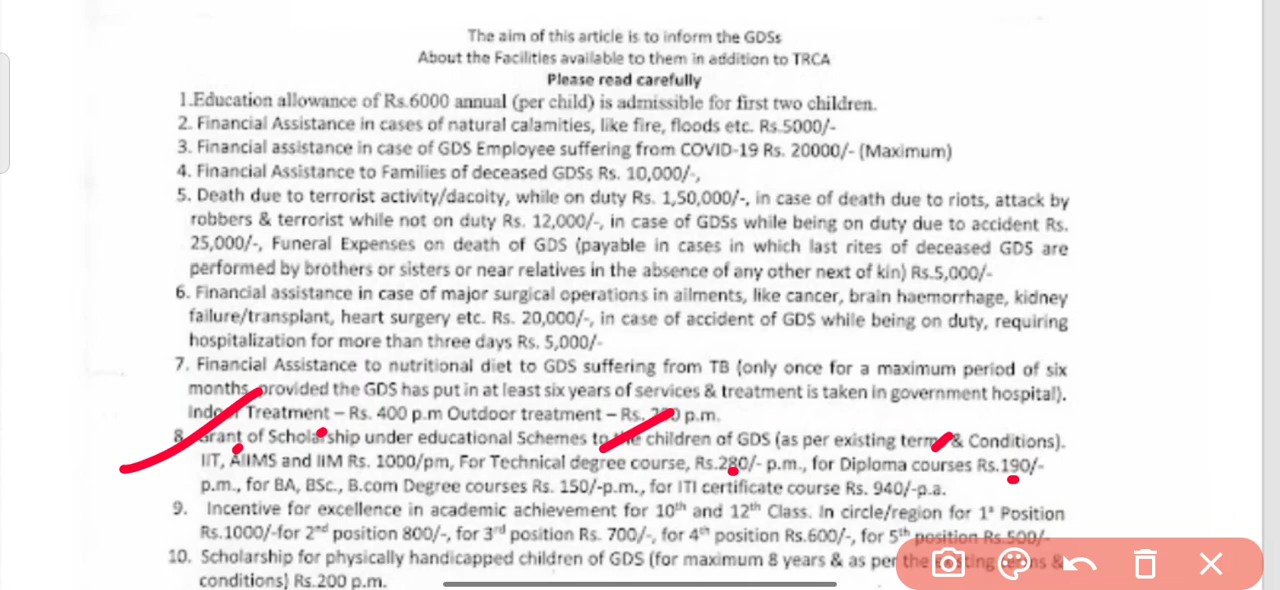 The aim of this article is to inform the GDSs
About the Facilities available to them in addition to TRCA
Please read carefully
1.Education allowance of Rs.6000 annual (per child) is admissible for first two children.
2. Financial Assistance in cases of natural calamities, like fire, floods etc. Rs.5000/-
3. Financial assistance in case of GDS Employee suffering from COVID-19 Rs. 20000/- (Maximum)
4. Financial Assistance to Families of deceased GDSs Rs. 10,000/-,
5. Death due to terrorist activity/dacoity, while on duty Rs. 1,50,000/-, in case of death due to riots, attack by
robbers & terrorist while not on duty Rs. 12,000/-, in case of GDSs while being on duty due to accident Rs.
25,000/-, Funeral Expenses on death of GDS (payable in cases in which last rites of deceased GDS are
performed by brothers or sisters or near relatives in the absence of any other next of kin) Rs.5,000/-
6. Financial assistance in case of major surgical operations in ailments, like cancer, brain haemorrhage, kidney
failure/transplant, heart surgery etc. Rs. 20,000/-, in case of accident of GDS while being on duty, requiring
hospitalization for more than three days Rs. 5,000/-
7. Financial Assistance to nutritional diet to GDS suffering from TB (only once for a maximum period of six
months, provided the GDS has put in at least six years of services & treatment is taken in government hospital).
Indoor Treatment – Rs. 400 p.m Outdoor treatment – Rs. p.m.
8. Grant of Scholarship under educational Schemes to the children of GDS (as per existing terms & Conditions).
IIT, AIIMS and IIM Rs. 1000/pm, For Technical degree course, Rs.280/- p.m., for Diploma courses Rs.190/-
p.m., for BA, BSc., B.com Degree courses Rs. 150/-p.m., for ITI certificate course Rs. 940/-p.a.
9. Incentive for excellence in academic achievement for 10th and 12th Class. In circle/region for 1st Position
Rs.1000/-for 2nd position 800/-, for 3rd position Rs. 700/-, for 4th position Rs.600/-, for 5th position Rs.500/-
10. Scholarship for physically handicapped children of GDS (for maximum 8 years & as per the existing terms &
conditions) Rs.200 p.m.